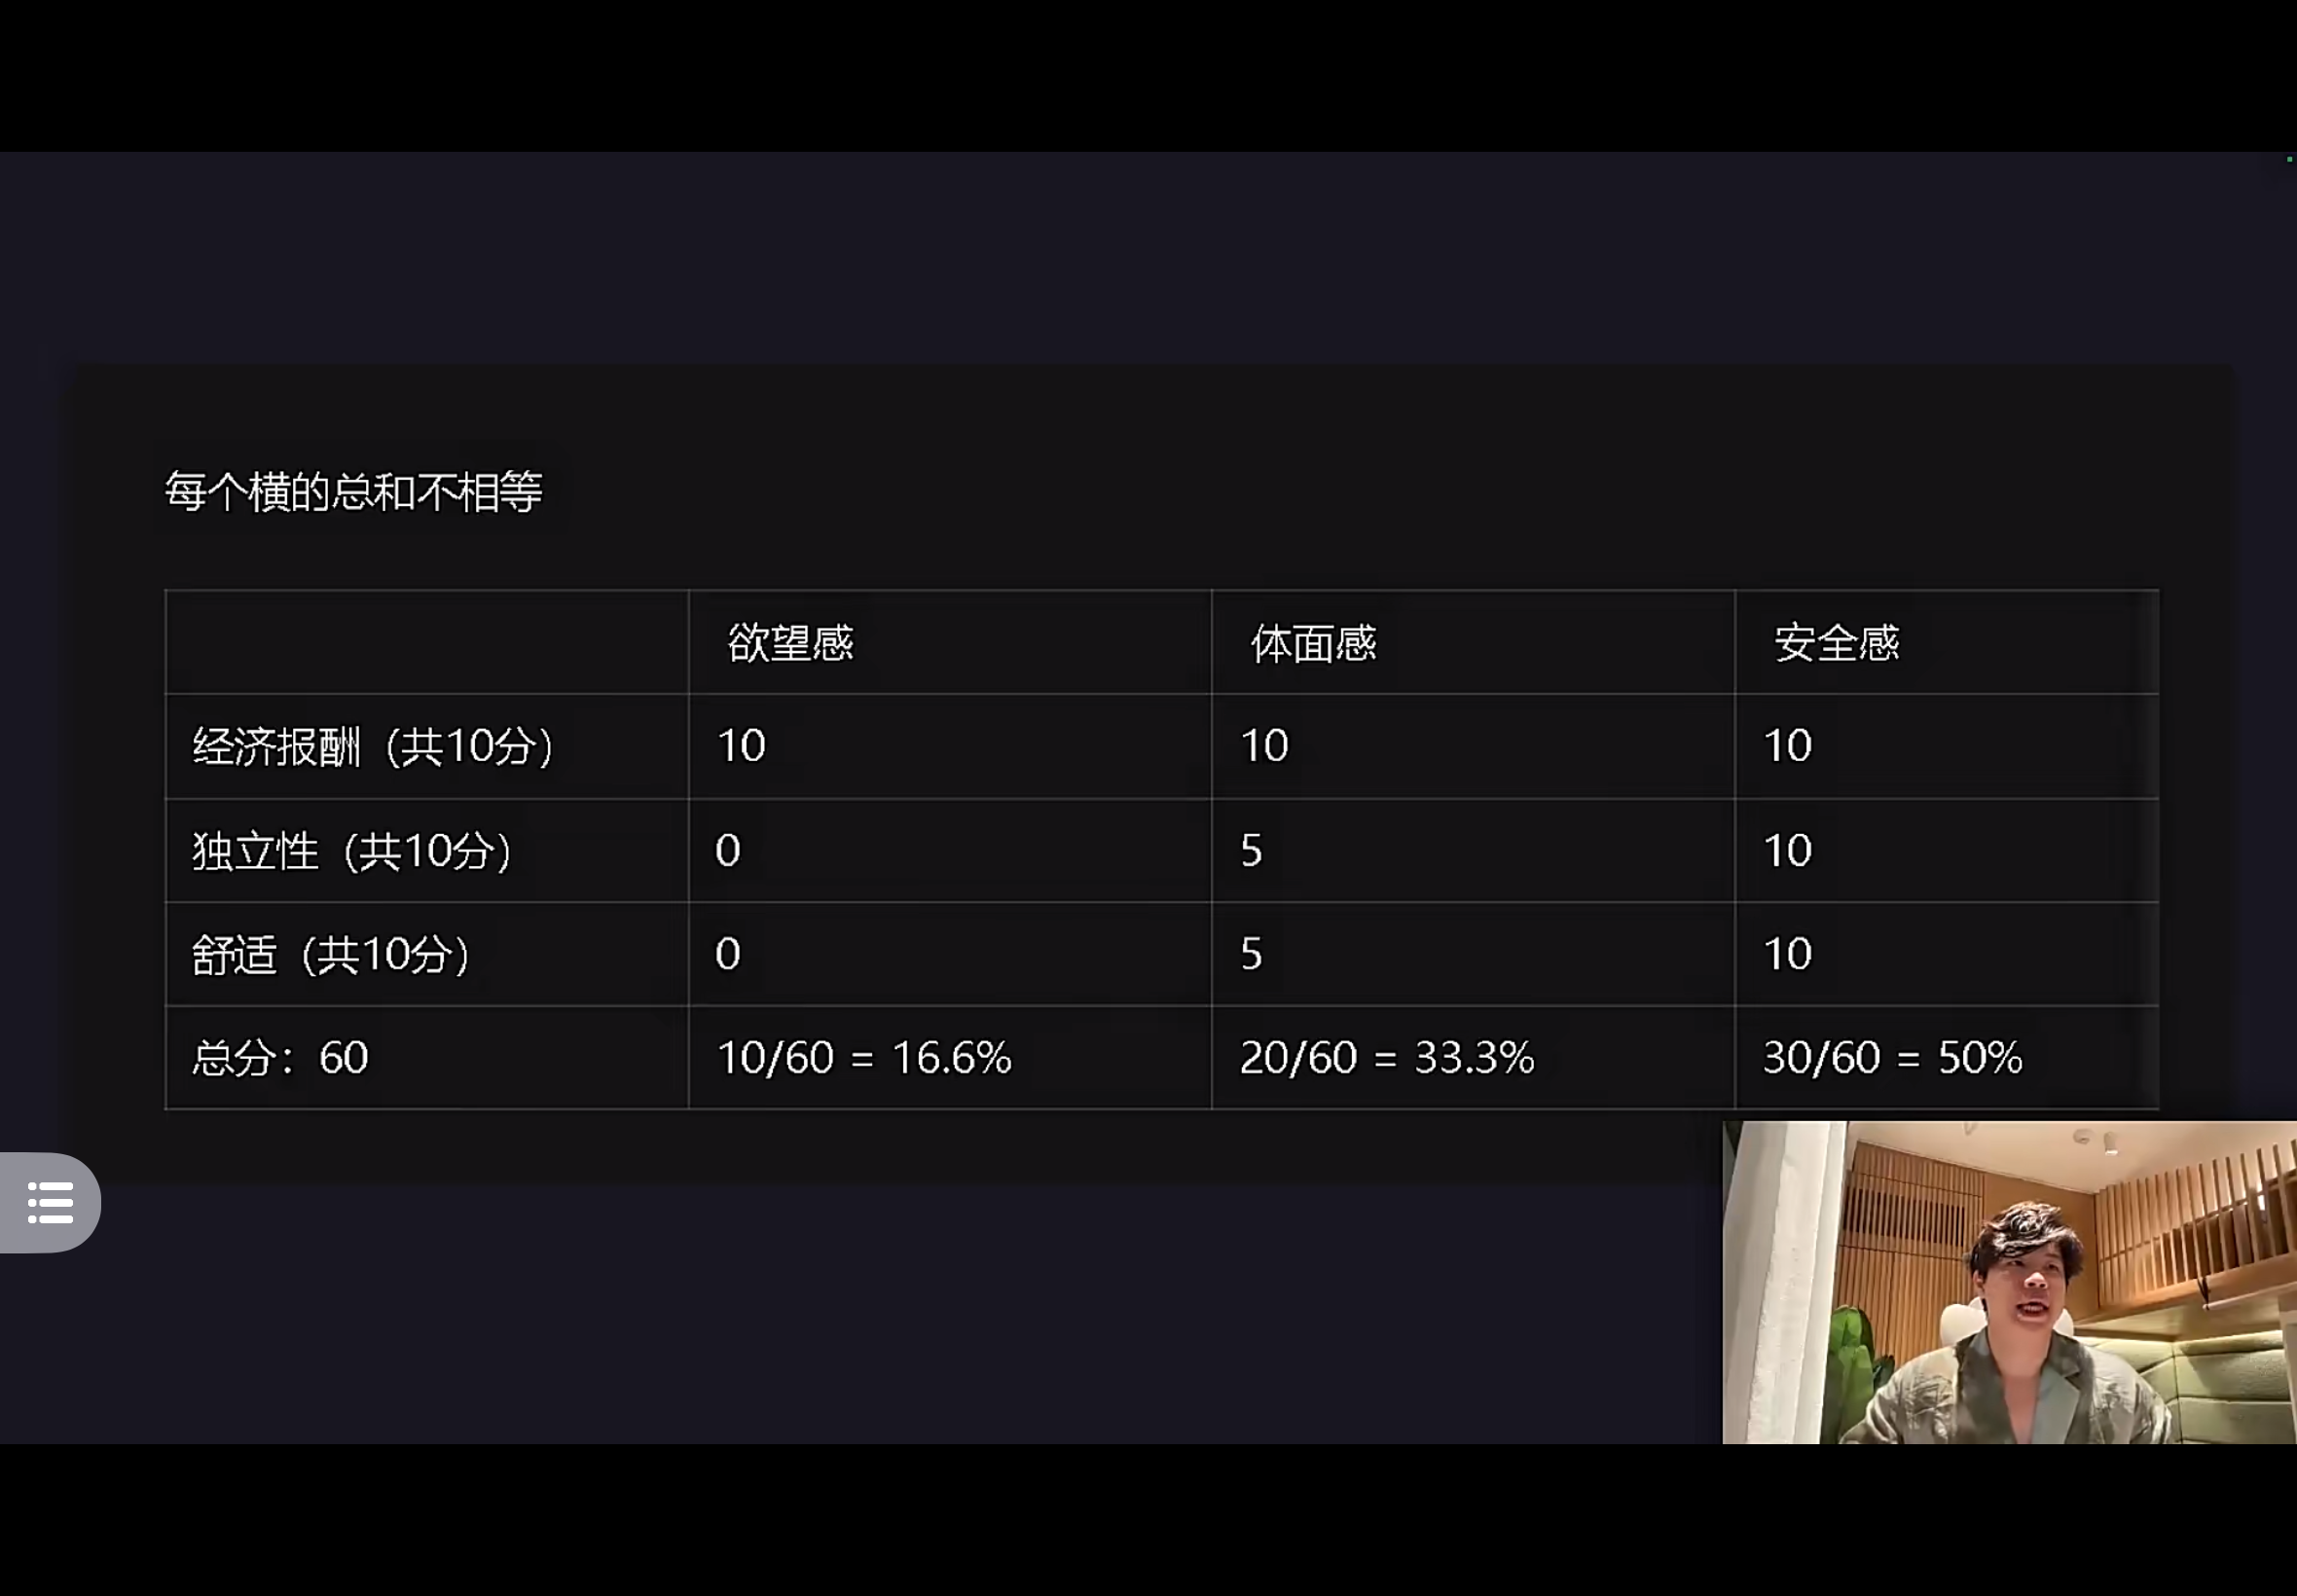 每个横的总和不相等
欲望感 体面感 安全感
经济报酬（共10分） 10 10 10
独立性（共10分） 0 5 10
舒适（共10分） 0 5 10
总分：60 10/60 = 16.6% 20/60 = 33.3% 30/60 = 50%